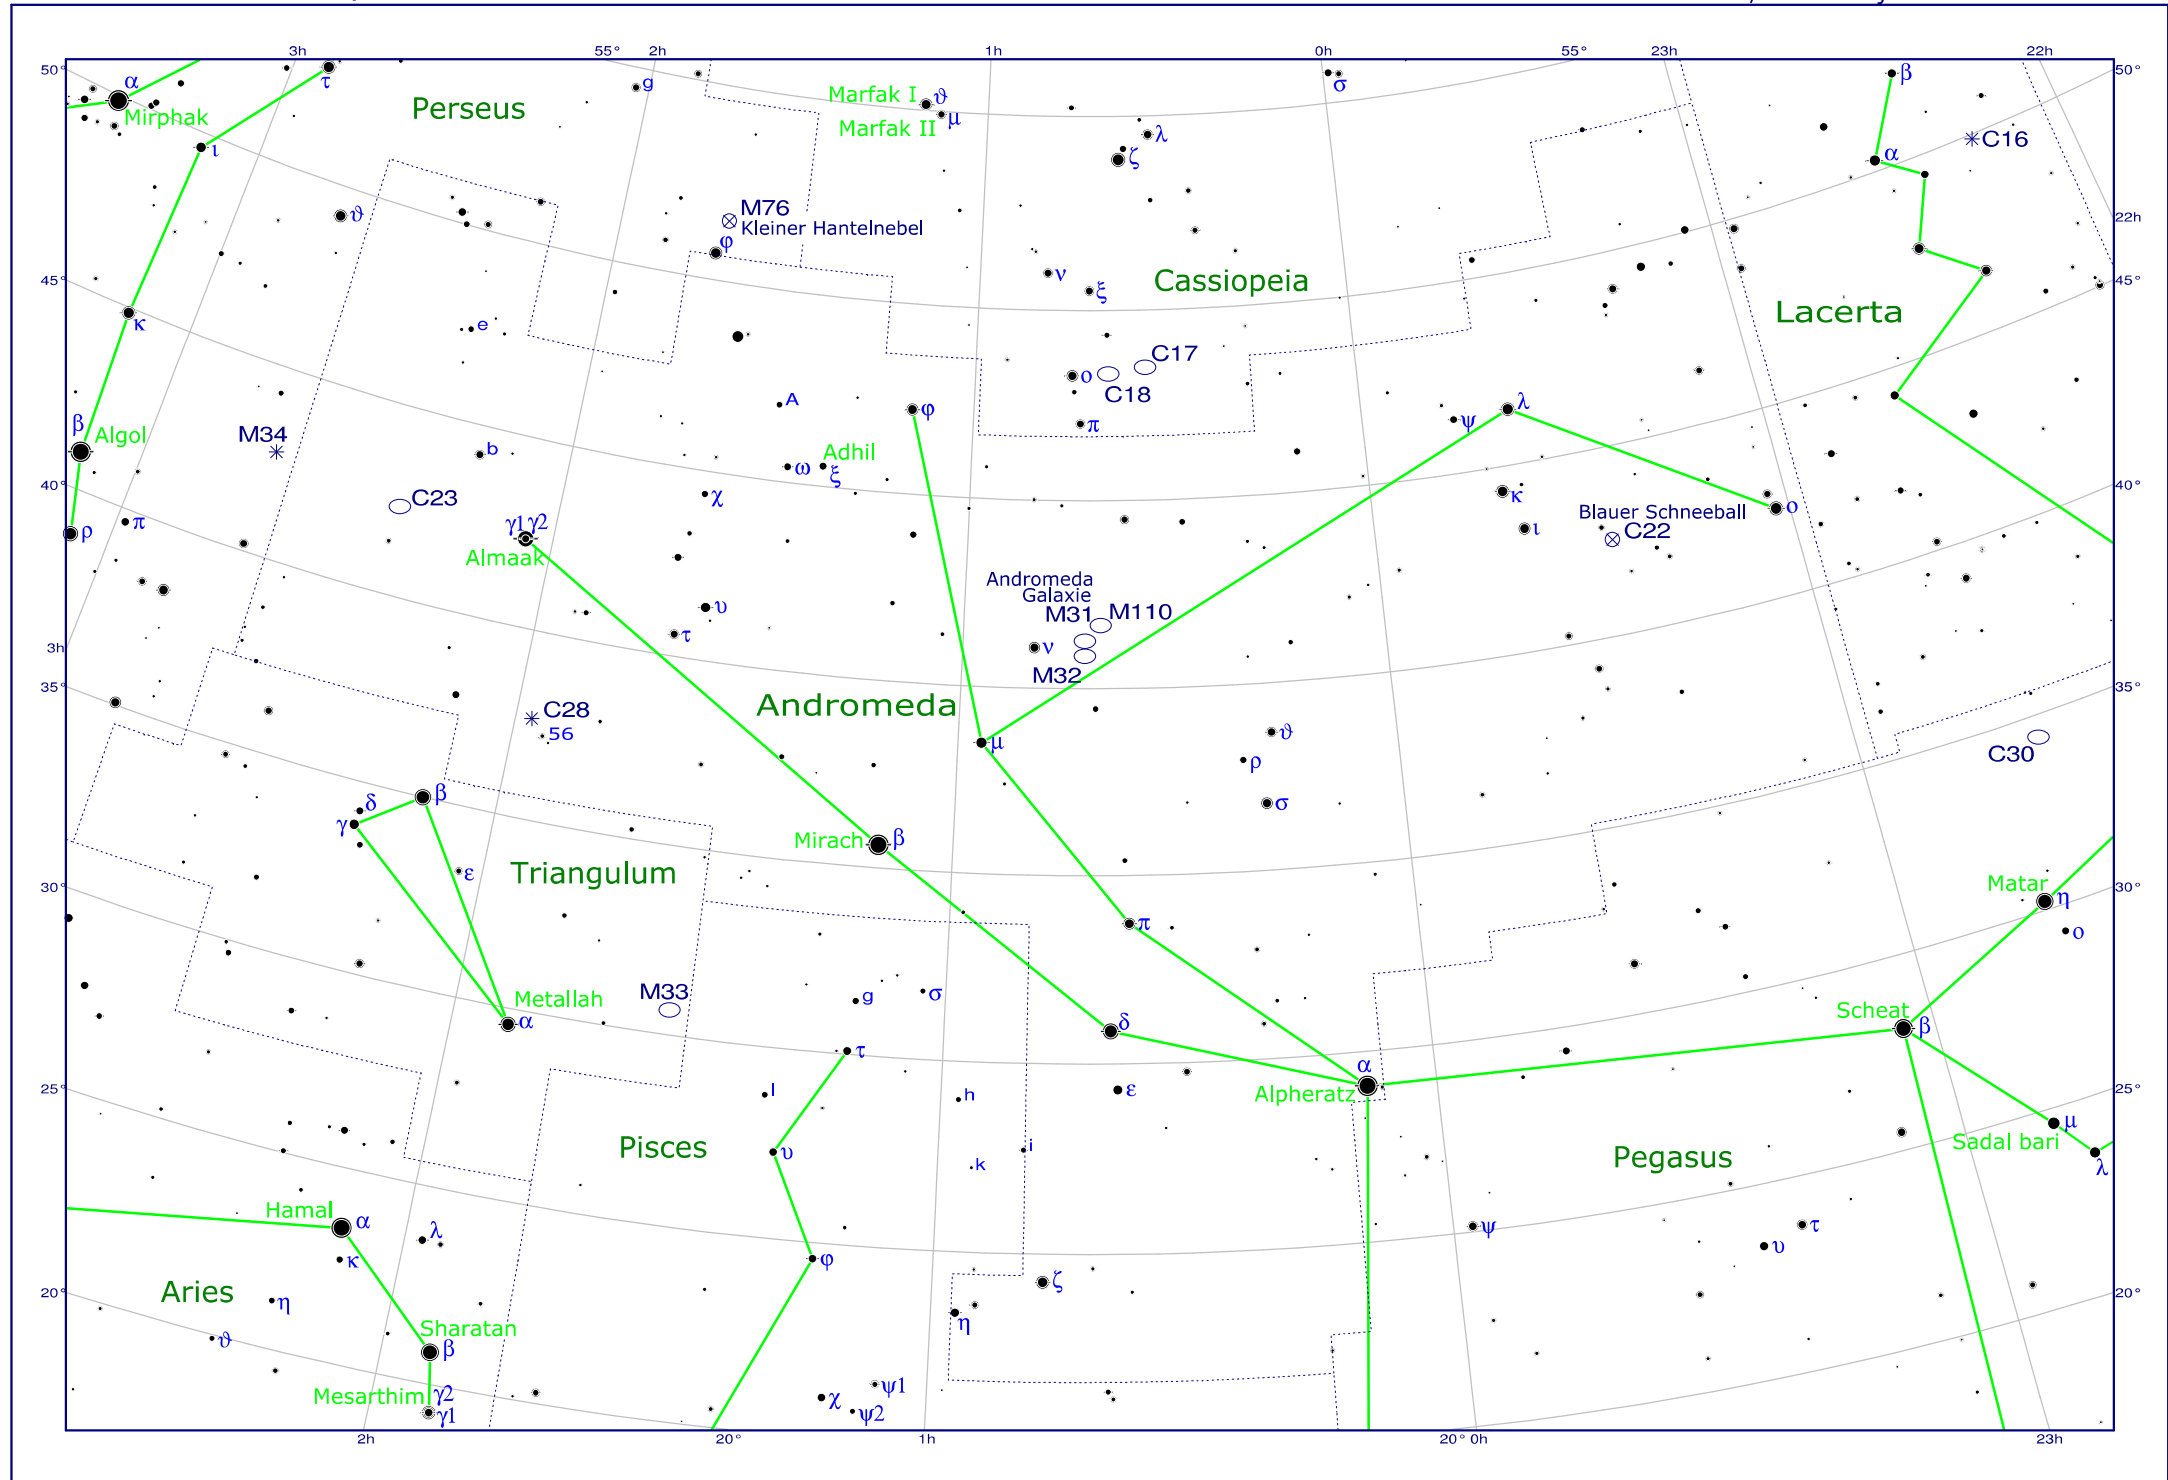 3h 55° 2h 1h 0h 55° 23h 22h
50° α τ Perseus g Marfak I ϑ σ β 50°
Mirphak Marfak II μ λ C16
ι ζ α
ϑ M76 22h
Kleiner Hantelnebel
φ
45° ν Cassiopeia 45°
ξ
κ e Lacerta
C17
ο C18
A φ λ
β Algol M34 π ψ
b Adhil
ω ξ
40° χ κ 40°
C23 Blauer Schneeball ο
ρ π γ1 γ2 ι C22
Almaak
Andromeda
Galaxie
υ M31 M110
τ ν
3h M32
35° 35°
C28 Andromeda
56 ϑ
μ ρ C30
δ β σ
γ Mirach β
Triangulum
ε Matar
30° η 30°
π ο
M33 g σ
Metallah Scheat
α δ β
τ
α
25° l h ε Alpheratz 25°
μ
Pisces i Sadal bari
υ k Pegasus λ
Hamal α
λ ψ τ
κ υ
φ
Aries ζ
20° η 20°
Sharatan η
ϑ β
ψ1
Mesarthim γ2 χ
γ1 ψ2
2h 20° 1h 20° 0h 23h